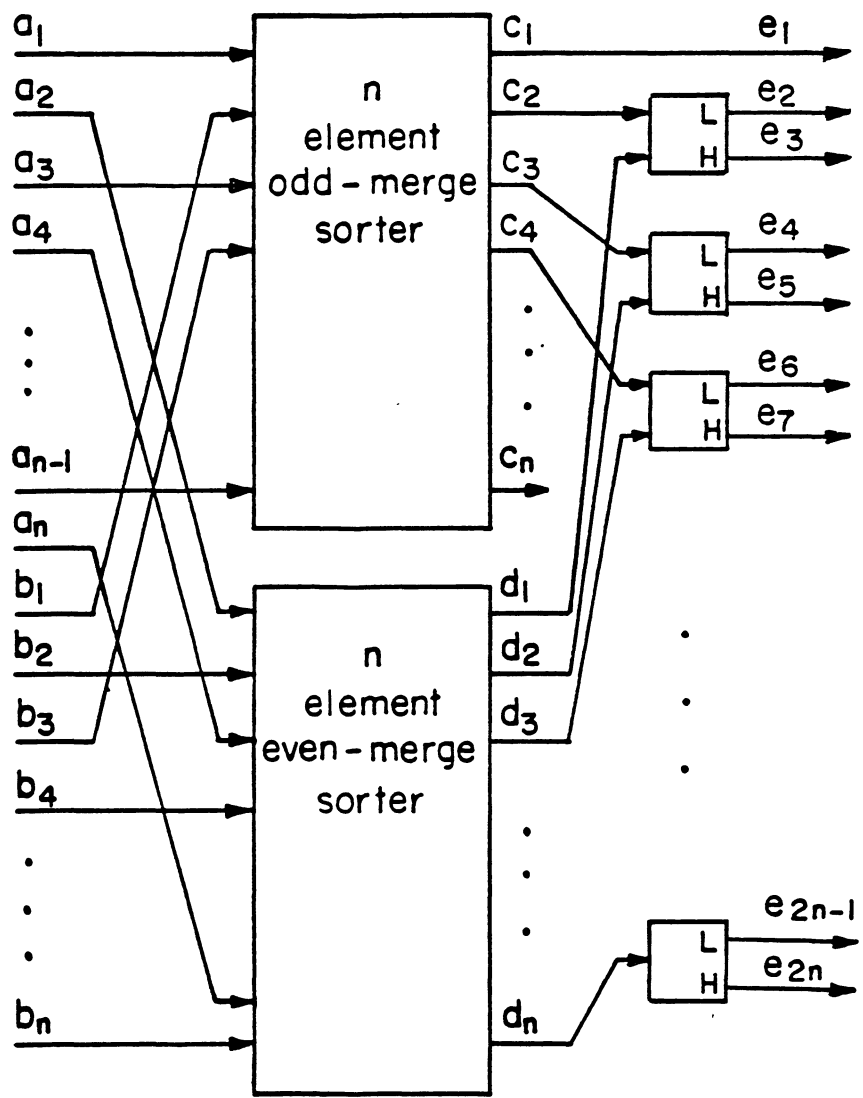 a1
a2
a3
a4
an-1
an
b1
b2
b3
b4
bn
n
element
odd-merge
sorter
n
element
even-merge
sorter
c1
c2
c3
c4
cn
d1
d2
d3
dn
L
H
L
H
L
H
L
H
e1
e2
e3
e4
e5
e6
e7
e2n-1
e2n